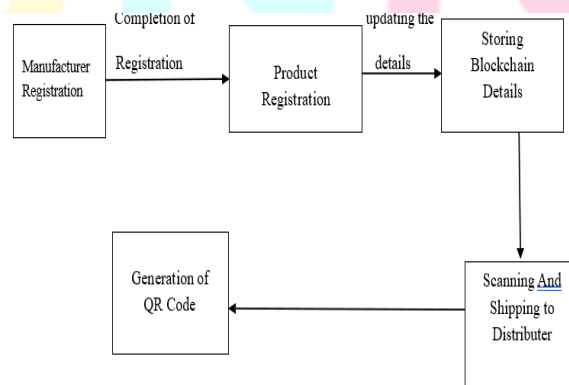 Completion of
Registration
updating the
details
Manufacturer
Registration
Product
Registration
Storing
Blockchain
Details
Generation of
QR Code
Scanning And
Shipping to
Distributer